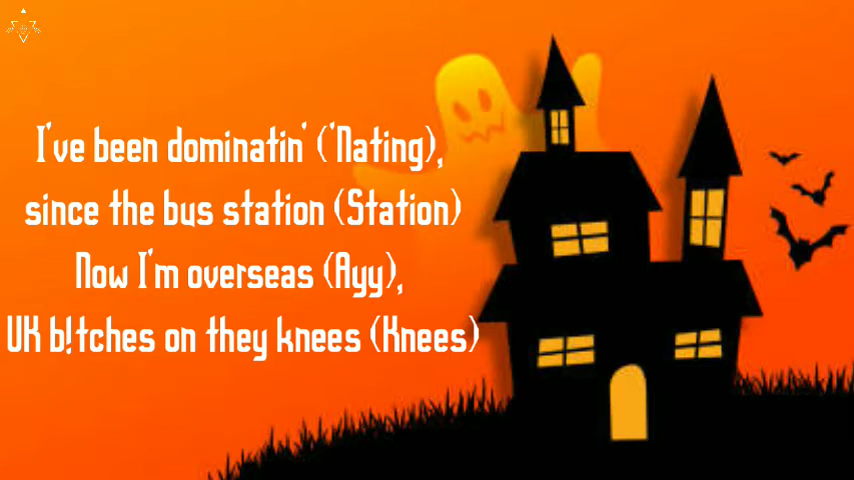 I've been dominatin' ('Nating),
since the bus station (Station)
Now I'm overseas (Ayy),
UK b!tches on they knees (Knees)